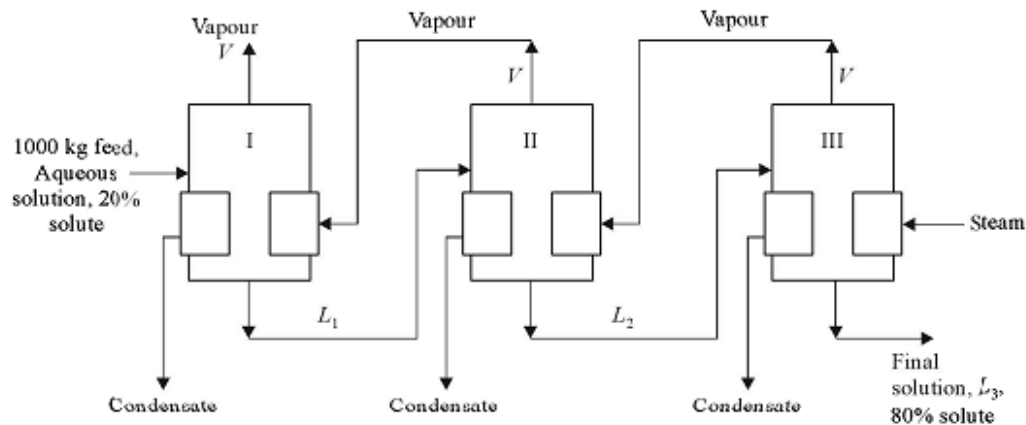 Vapour
V
Vapour
V
Vapour
V
I
II
III
1000 kg feed,
Aqueous
solution, 20%
solute
Steam
L1
L2
Final
solution, L3,
80% solute
Condensate
Condensate
Condensate